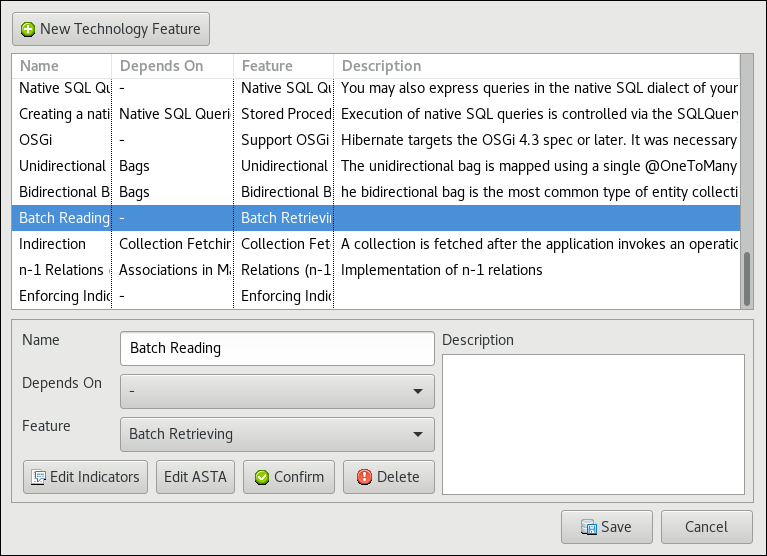 New Technology Feature
Name Depends On Feature Description
Native SQL Qu - Native SQL Qu You may also express queries in the native SQL dialect of your
Creating a nati Native SQL Queri Stored Proced Execution of native SQL queries is controlled via the SQLQuery
OSGi - Support OSGi Hibernate targets the OSGi 4.3 spec or later. It was necessary
Unidirectional Bags Unidirectional The unidirectional bag is mapped using a single @OneToMany
Bidirectional B Bags Bidirectional B he bidirectional bag is the most common type of entity collecti
Batch Reading - Batch Retrievin
Indirection Collection Fetchin Collection Fet A collection is fetched after the application invokes an operatio
n-1 Relations Associations in Ma Relations (n-1 Implementation of n-1 relations
Enforcing Indic - Enforcing Indic
Name Batch Reading Description
Depends On -
Feature Batch Retrieving
Edit Indicators Edit ASTA Confirm Delete
Save Cancel